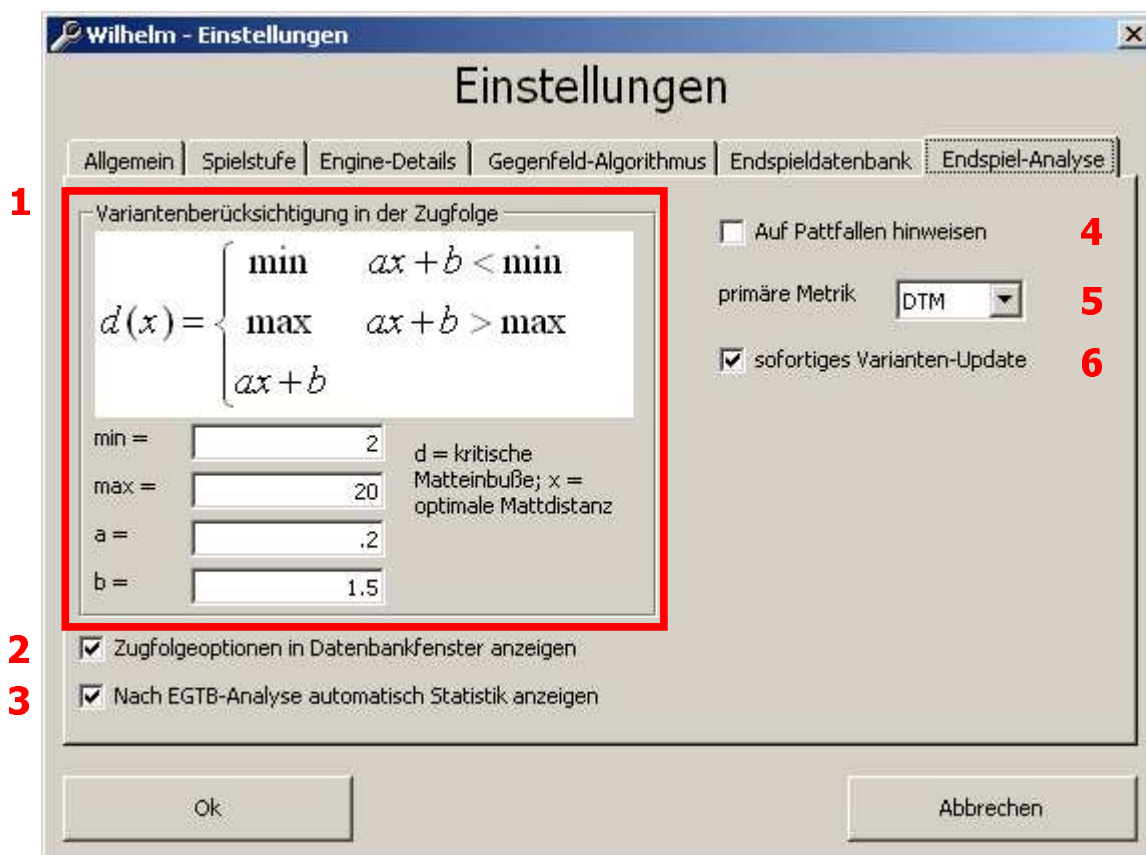 Wilhelm - Einstellungen
Einstellungen
Allgemein Spielstufe Engine-Details Gegenfeld-Algorithmus Endspieldatenbank Endspiel-Analyse
1
Variantenberücksichtigung in der Zugfolge
min ax + b < min
d(x) = max ax + b > max
ax + b
min = 2
max = 20
a = .2
b = 1.5
d = kritische
Matteinbuße; x =
optimale Mattdistanz
2 Zugfolgeoptionen in Datenbankfenster anzeigen
3 Nach EGTB-Analyse automatisch Statistik anzeigen
Auf Pattfallen hinweisen 4
primäre Metrik DTM 5
sofortiges Varianten-Update 6
Ok
Abbrechen